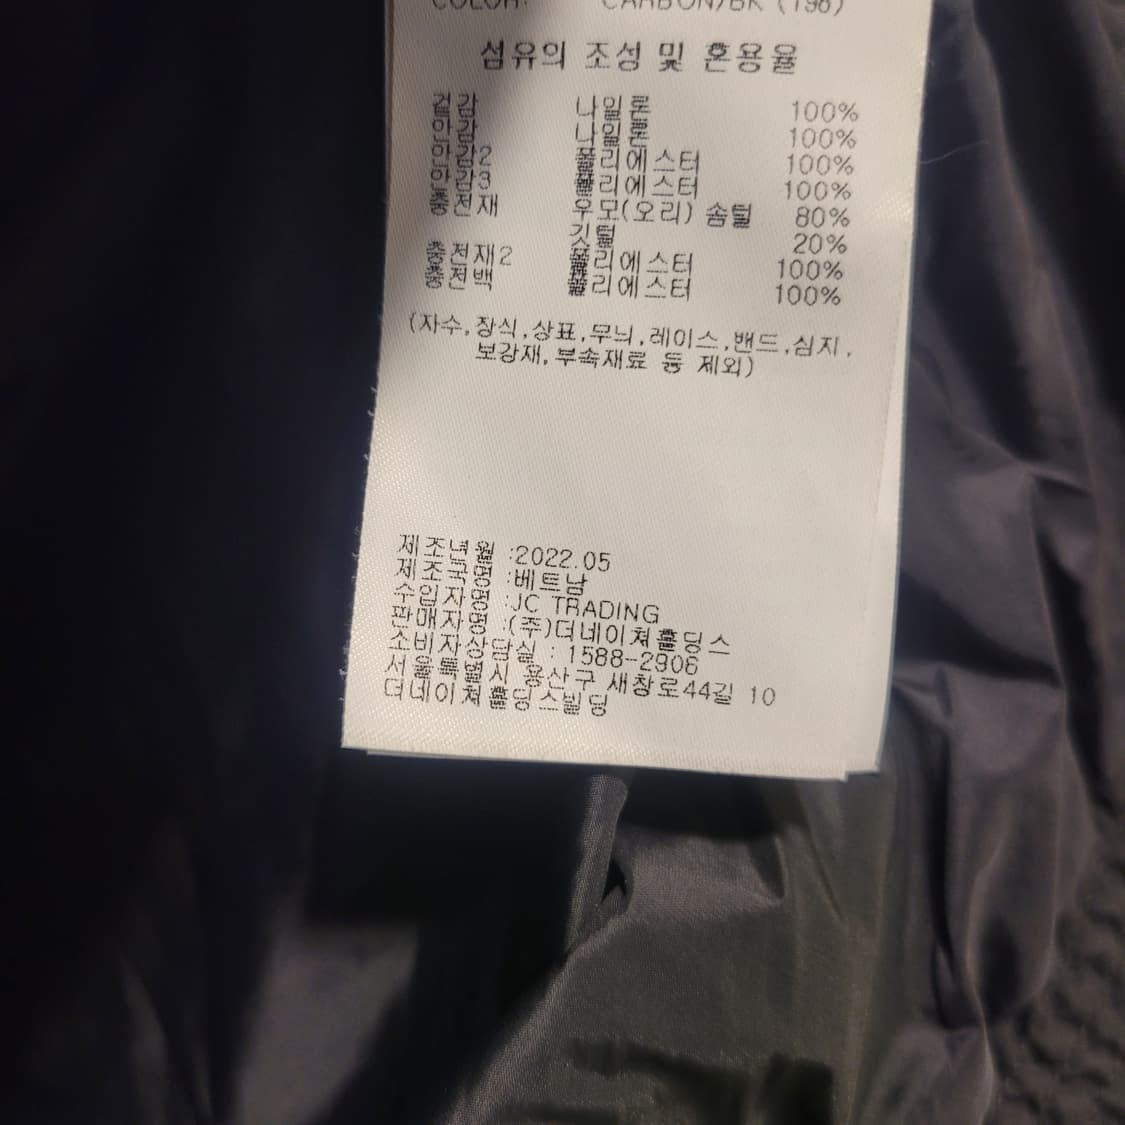 COLOR: CARBON/BK (198)
섬유의 조성 및 혼용율
겉감 나일론 100%
안감 나일론 100%
안감2 폴리에스터 100%
안감3 폴리에스터 100%
충전재 우모(오리) 솜털 80%
깃털 20%
충전재2 폴리에스터 100%
충전백 폴리에스터 100%
(자수,장식,상표,무늬,레이스,밴드,심지,
보강재,부속재료 등 제외)
제조년월 :2022.05
제조국명 :베트남
수입자명 :JC TRADING
판매자명 :(주)더네이쳐홀딩스
소비자상담실 : 1588-2906
서울특별시 용산구 새창로44길 10
더네이쳐홀딩스빌딩